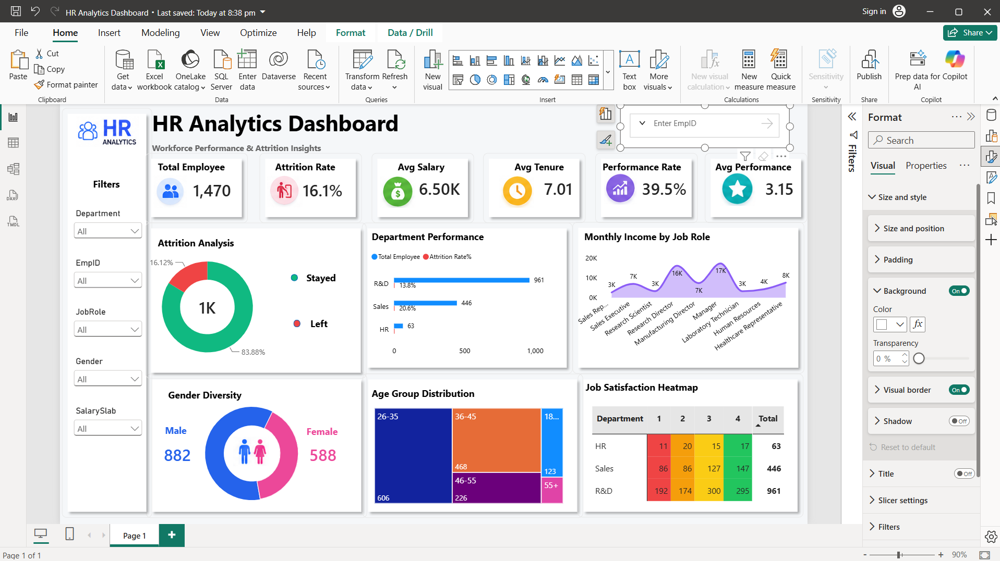 HR Analytics Dashboard • Last saved: Today at 8:38 pm
Sign in
File
Home
Insert
Modeling
View
Optimize
Help
Format
Data / Drill
Share
Paste
Cut
Copy
Format painter
Clipboard
Get data
Excel workbook
OneLake catalog
SQL Server
Enter data
Dataverse
Recent sources
Data
Transform data
Refresh
Queries
New visual
Text box
More visuals
Insert
New visual calculation
New measure
Quick measure
Calculations
Sensitivity
Sensitivity
Publish
Share
Prep data for AI
Copilot
Copilot
DAX
TMDL
HR
ANALYTICS
HR Analytics Dashboard
Workforce Performance & Attrition Insights
Enter EmpID
Filters
Department
All
EmpID
All
JobRole
All
Gender
All
SalarySlab
All
Total Employee
1,470
Attrition Rate
16.1%
Avg Salary
6.50K
Avg Tenure
7.01
Performance Rate
39.5%
Avg Performance
3.15
Attrition Analysis
16.12%
1K
83.88%
Stayed
Left
Department Performance
Total Employee
Attrition Rate%
R&D
961
13.8%
Sales
446
20.6%
HR
63
0
500
1,000
Monthly Income by Job Role
20K
10K
0K
3K
7K
3K
16K
7K
17K
3K
4K
8K
Sales Rep...
Sales Executive
Research Scientist
Research Director
Manufacturing Director
Manager
Laboratory Technician
Human Resources
Healthcare Representative
Gender Diversity
Male
882
Female
588
Age Group Distribution
26-35
606
36-45
468
46-55
226
18...
123
55+
Job Satisfaction Heatmap
Department 1 2 3 4 Total
HR 11 20 15 17 63
Sales 86 86 127 147 446
R&D 192 174 300 295 961
Filters
Format
Search
Visual
Properties
Size and style
Size and position
Padding
Background
On
Color
fx
Transparency
0 %
Visual border
On
Shadow
Off
Reset to default
Title
Off
Slicer settings
Filters
Page 1
Page 1 of 1
- + 90%